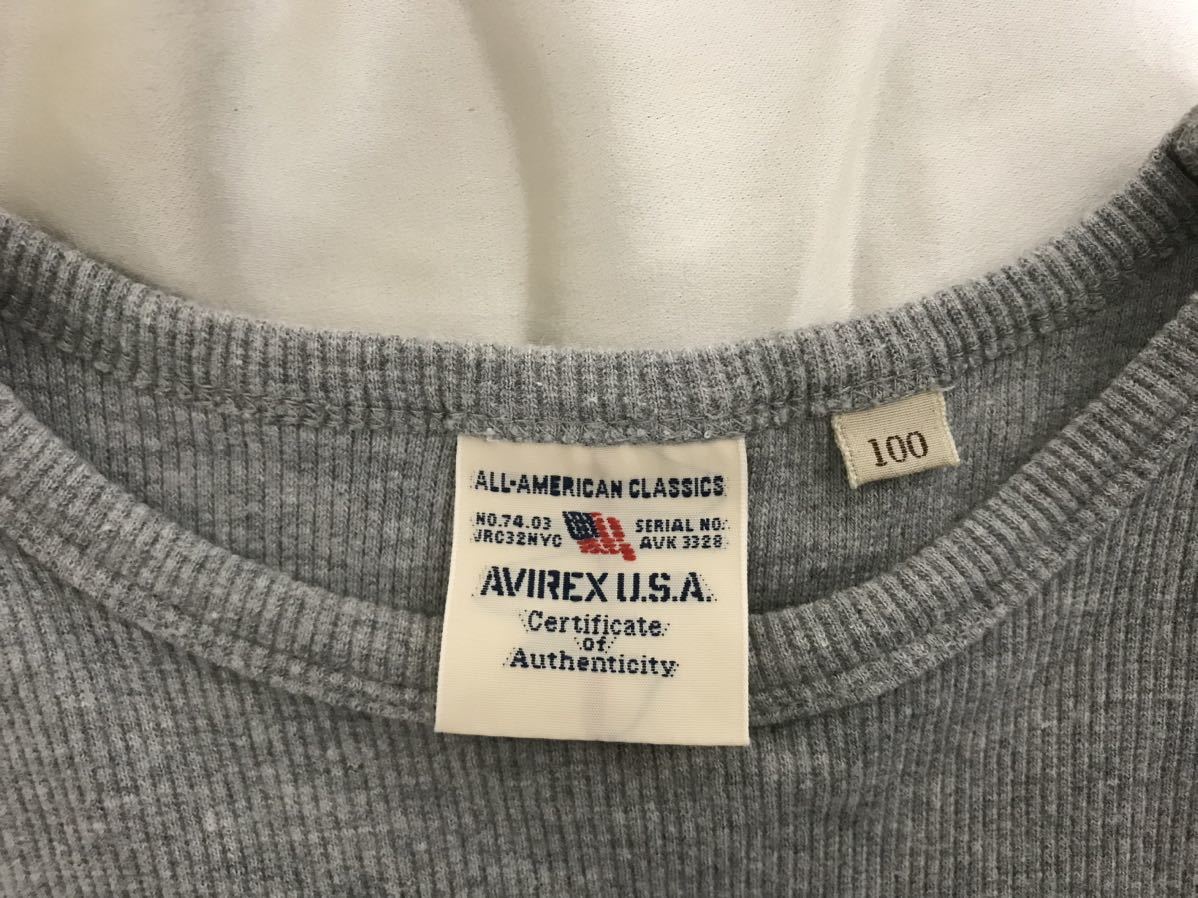 ALL-AMERICAN CLASSICS
NO.74.03
JRC32NYC
SERIAL NO.
AVK 3328
AVIREX U.S.A.
Certificate
of
Authenticity
100